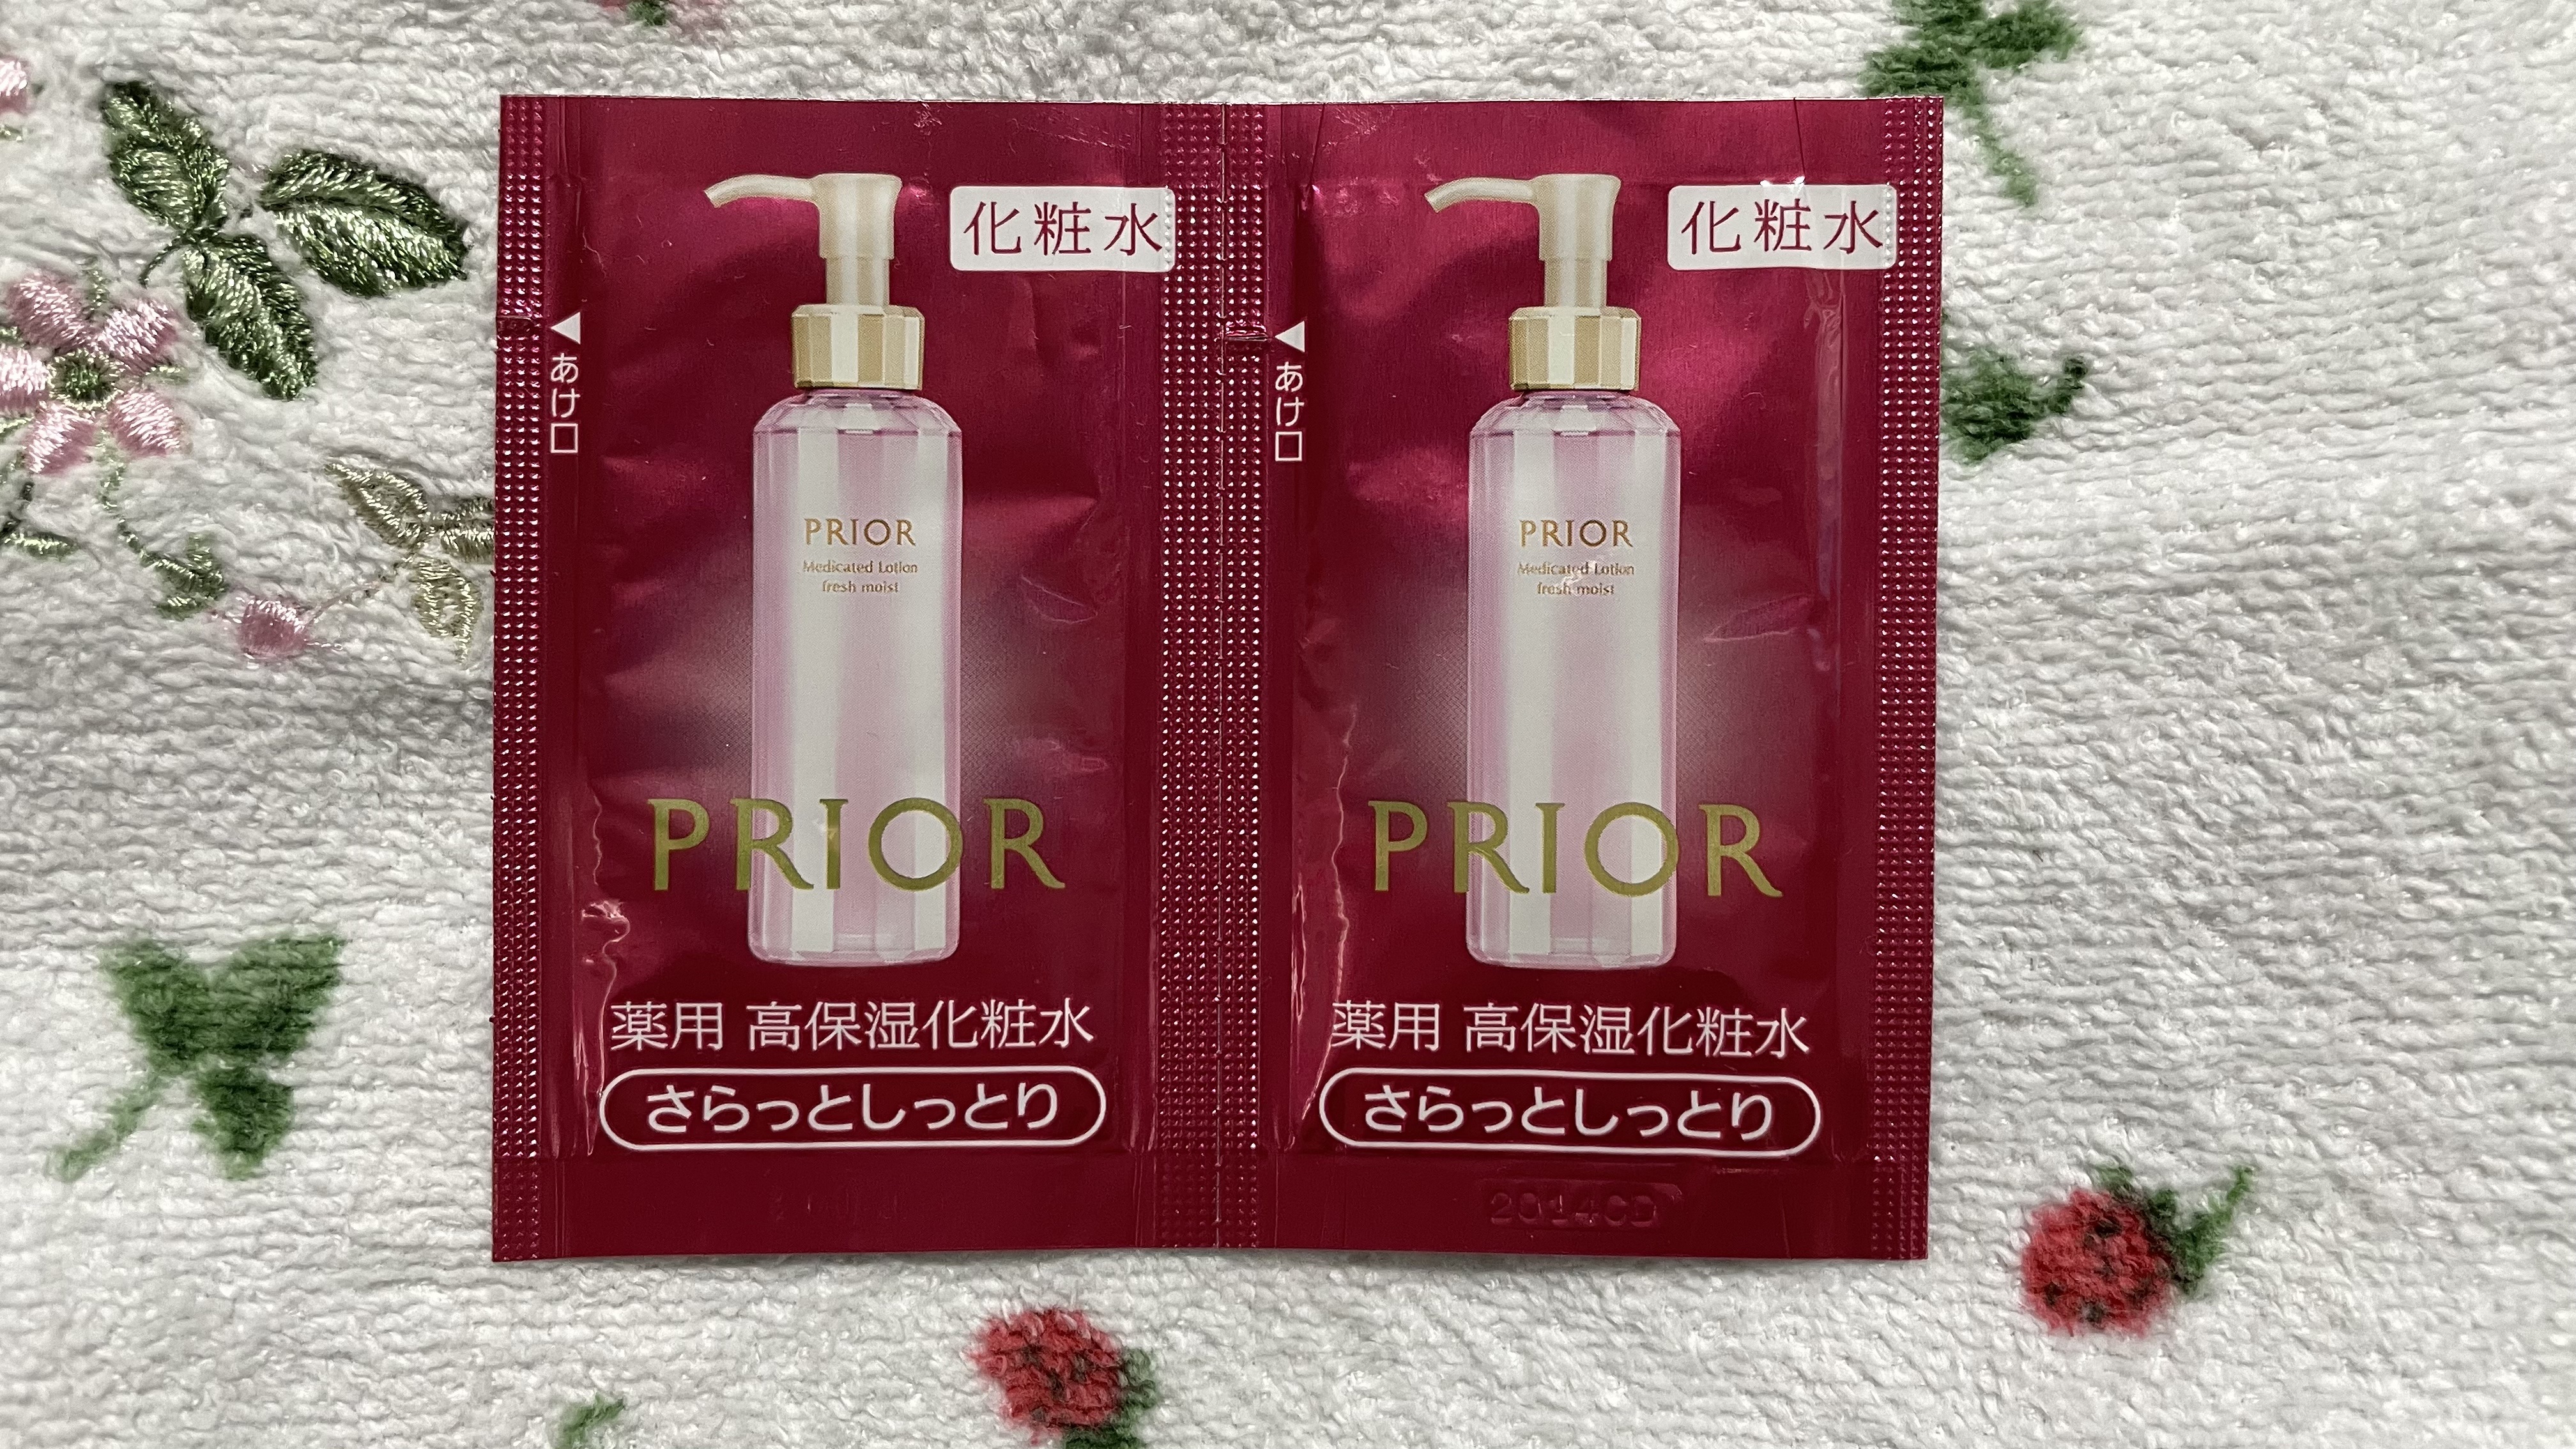 化粧水
あけ口
PRIOR
Medicated Lotion
fresh moist
PRIOR
薬用 高保湿化粧水
さらっとしっとり
化粧水
あけ口
PRIOR
Medicated Lotion
fresh moist
PRIOR
薬用 高保湿化粧水
さらっとしっとり
2014CD